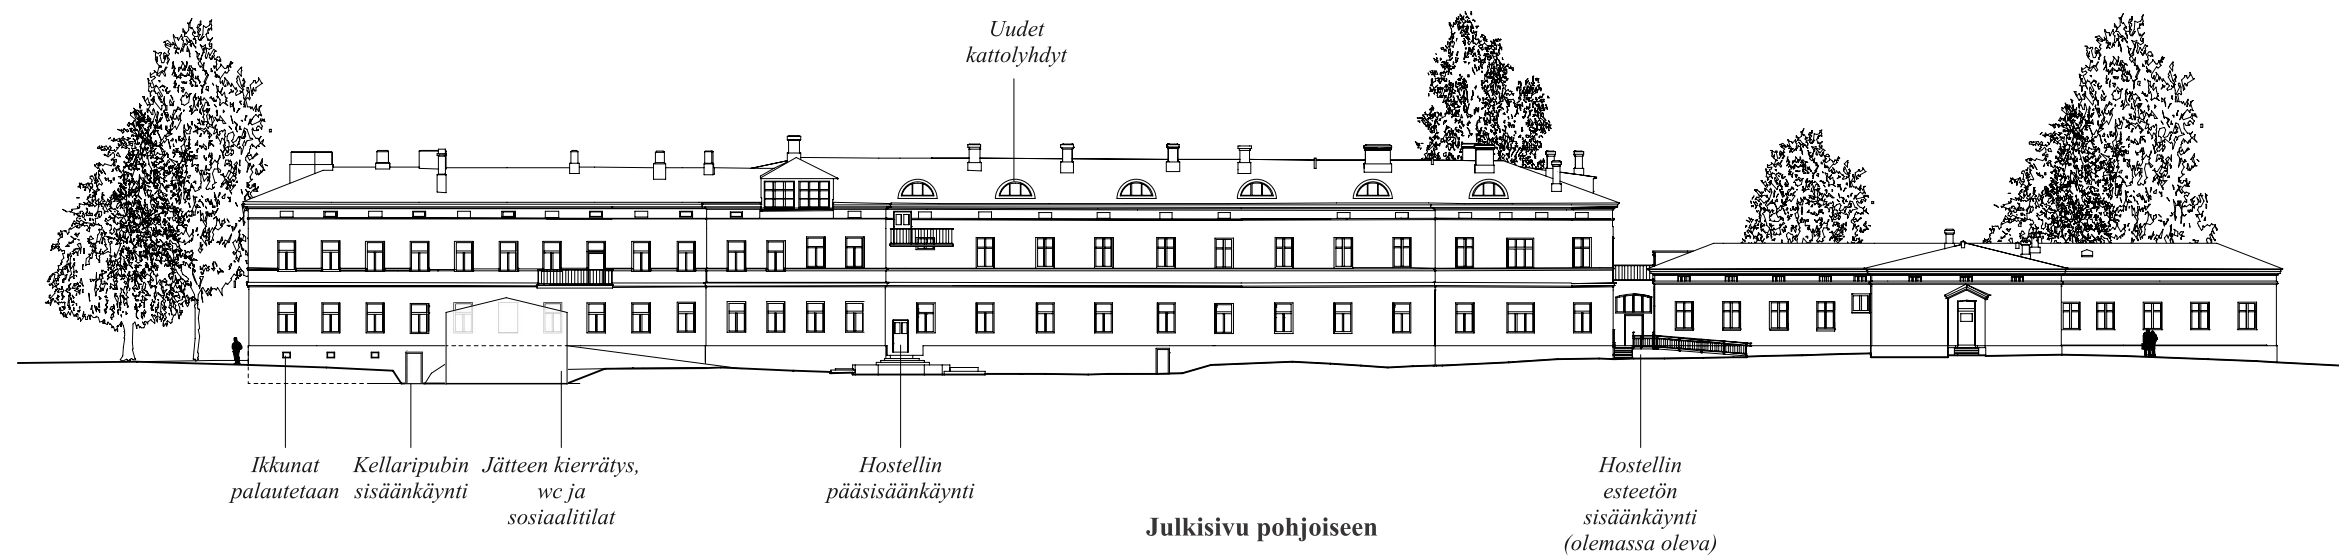 Uudet
kattolyhdyt
Ikkunat
palautetaan
Kellaripubin
sisäänkäynti
Jätteen kierrätys,
wc ja
sosiaalitilat
Hostellin
pääsisäänkäynti
Hostellin
esteetön
sisäänkäynti
(olemassa oleva)
Julkisivu pohjoiseen